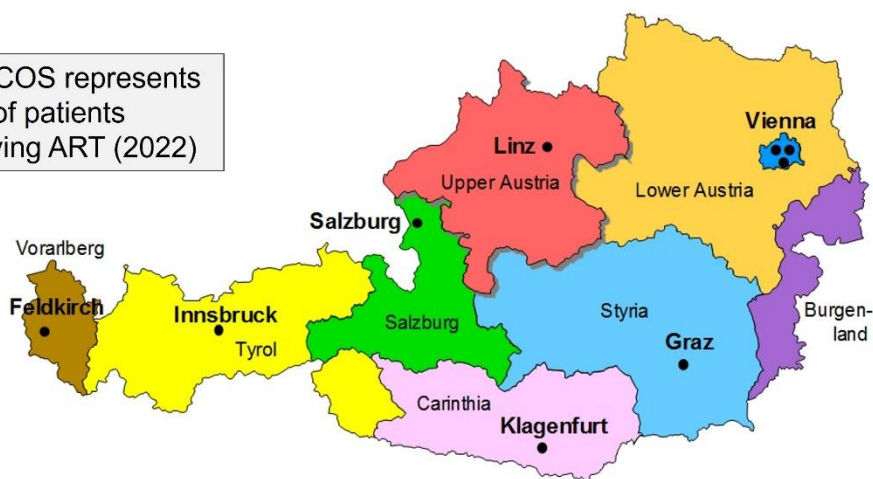 COS represents
of patients
ing ART (2022)
Vienna
Linz
Upper Austria
Lower Austria
Salzburg
Vorarlberg
Feldkirch
Innsbruck
Tyrol
Salzburg
Styria
Burgen-
land
Graz
Carinthia
Klagenfurt